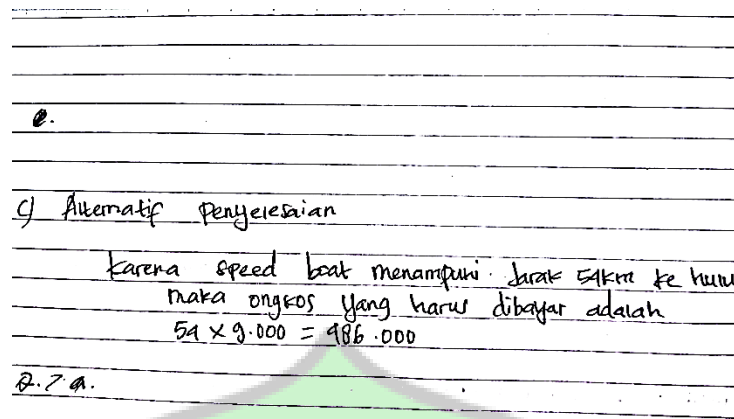 e.
c) Alternatif Penyelesaian
Karena speed boat menampuhi jarak 54km ke hulu
maka ongkos yang harus dibayar adalah
54 x 9.000 = 486.000
2.7 a.